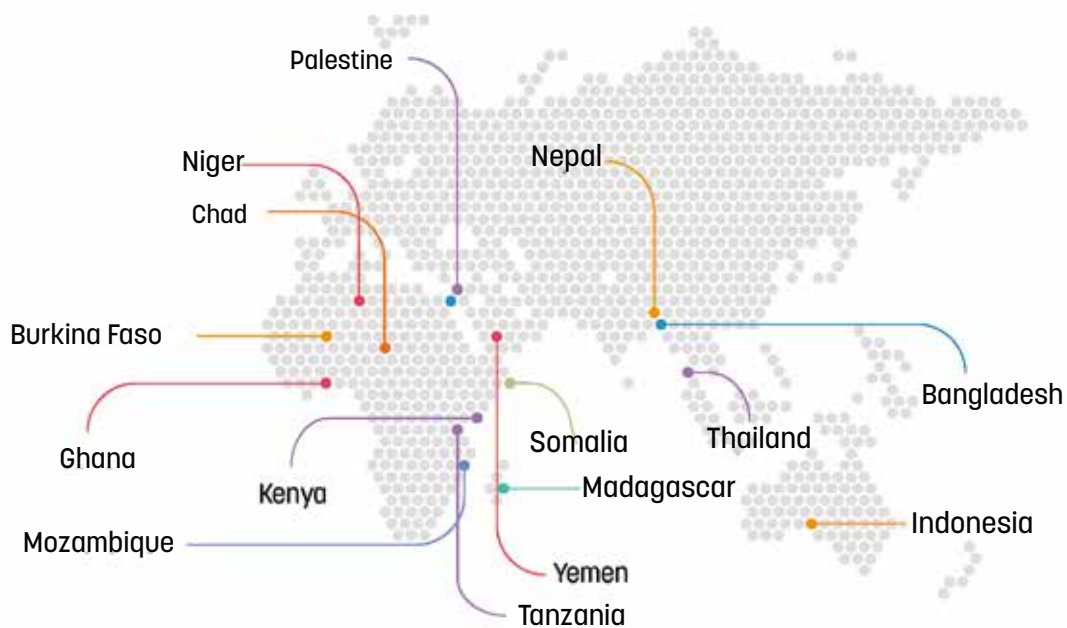 Palestine
Niger
Nepal
Chad
Burkina Faso
Bangladesh
Ghana
Somalia
Thailand
Kenya
Madagascar
Indonesia
Mozambique
Yemen
Tanzania